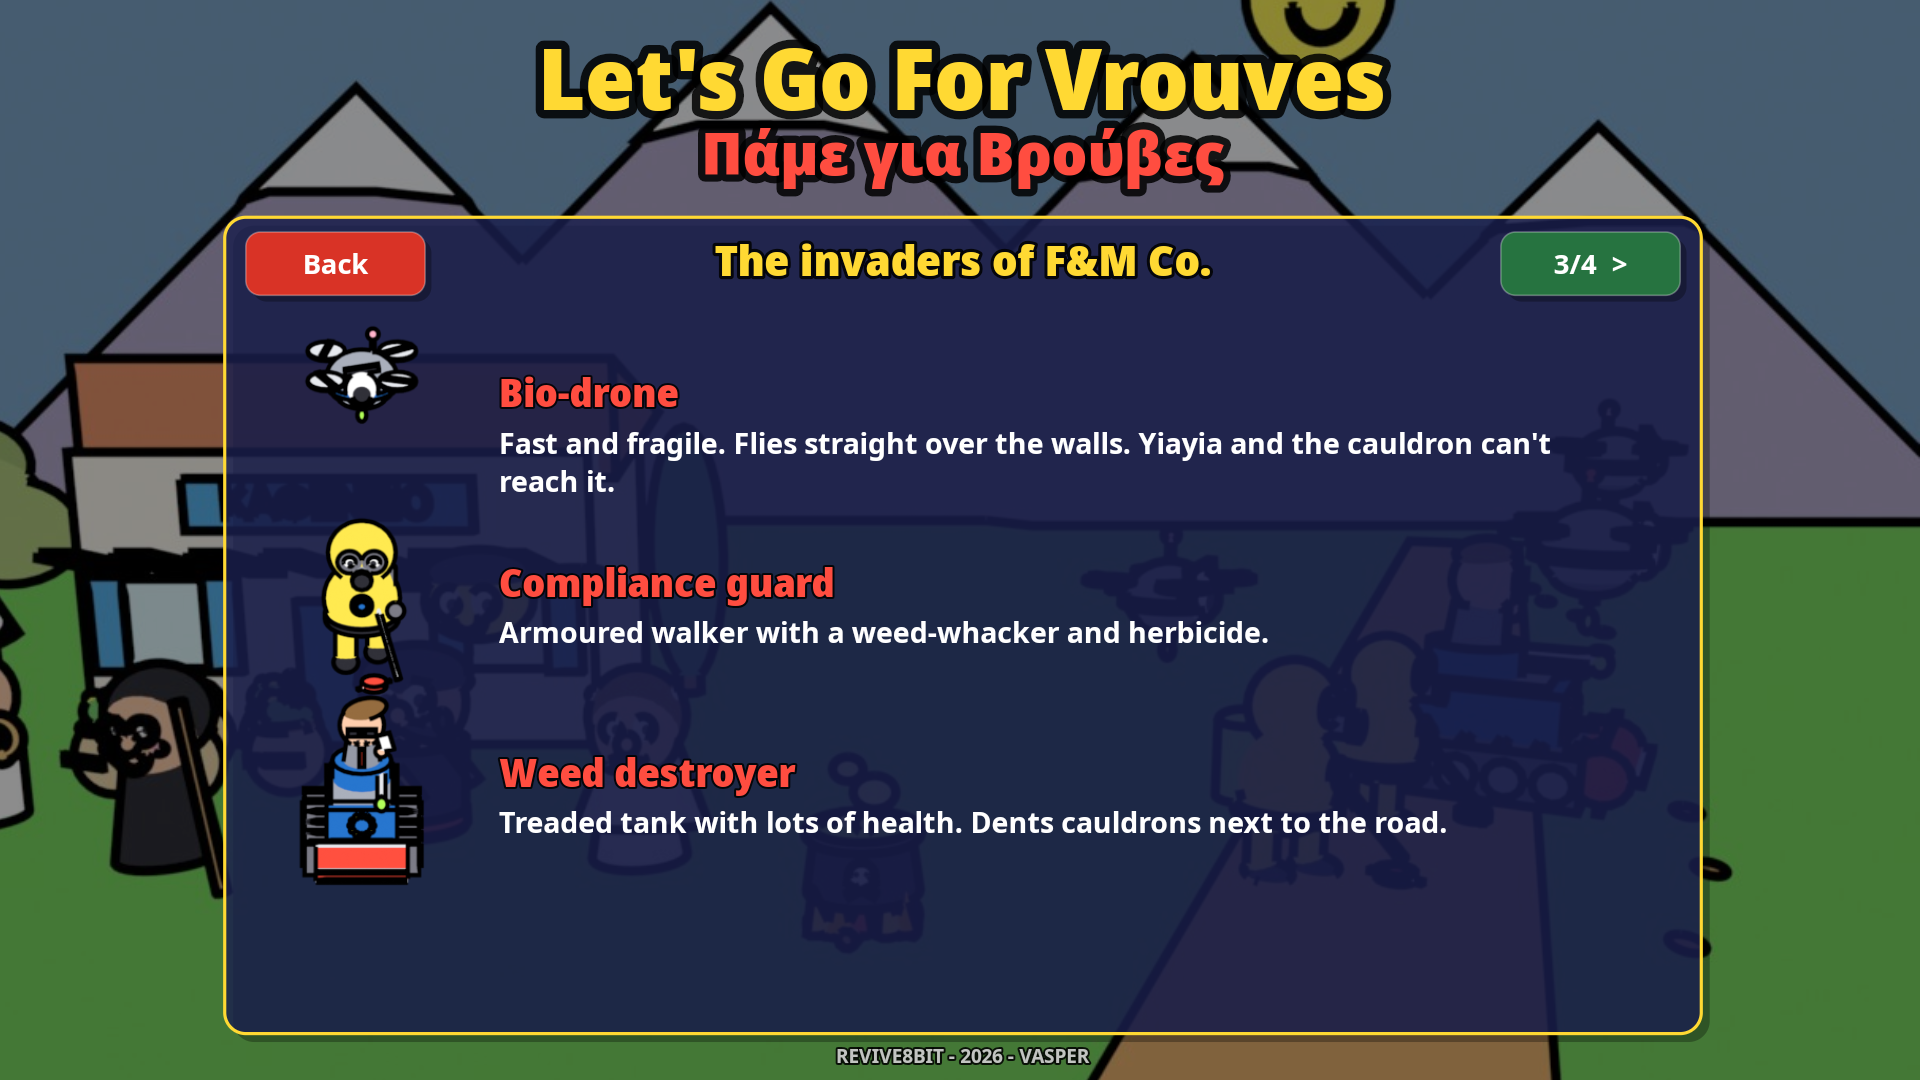 Let's Go For Vrouves
Πάμε για Βρούβες
Back
The invaders of F&M Co.
3/4 >
Bio-drone
Fast and fragile. Flies straight over the walls. Yiayia and the cauldron can't
reach it.
Compliance guard
Armoured walker with a weed-whacker and herbicide.
Weed destroyer
Treaded tank with lots of health. Dents cauldrons next to the road.
REVIVE8BIT - 2026 - VASPER